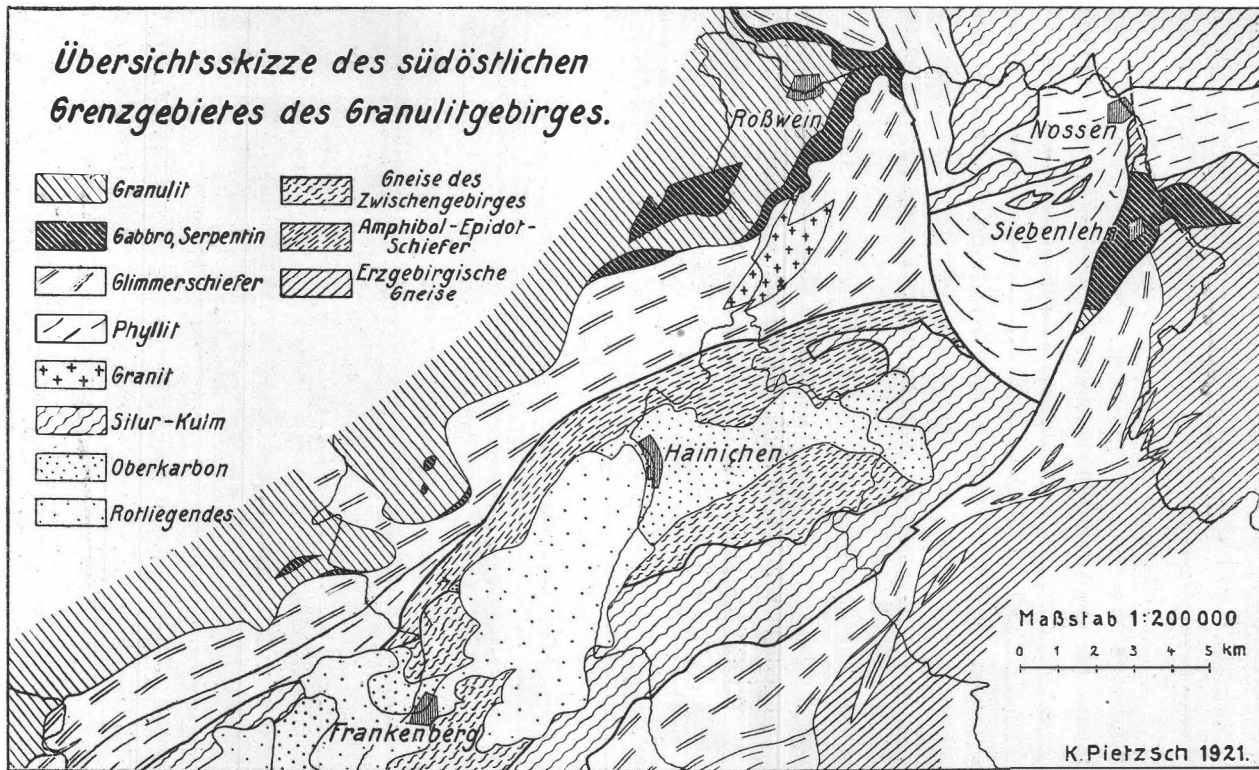 Übersichtsskizze des südöstlichen
Grenzgebietes des Granulitgebirges.
Granulit
Gabbro, Serpentin
Glimmerschiefer
Phyllit
Granit
Silur-Kulm
Oberkarbon
Rotliegendes
Gneise des
Zwischengebirges
Amphibol-Epidot-
Schiefer
Erzgebirgische
Gneise
Roßwein
Nossen
Siebenlehn
Hainichen
Frankenberg
Maßstab 1:200 000
0 1 2 3 4 5 km
K. Pietzsch 1921.